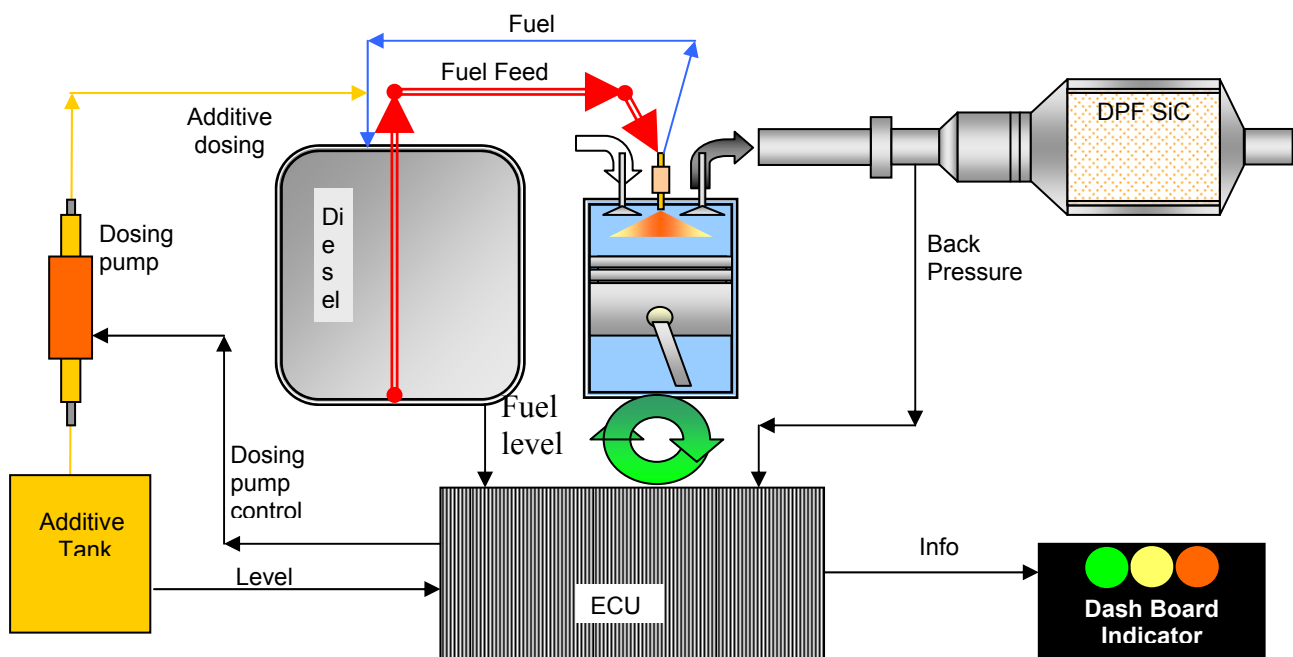 Fuel
Fuel Feed
Additive
dosing
DPF SiC
Di
e
s
el
Dosing
pump
Back
Pressure
Fuel
level
Dosing
pump
control
Additive
Tank
Level
ECU
Info
Dash Board
Indicator